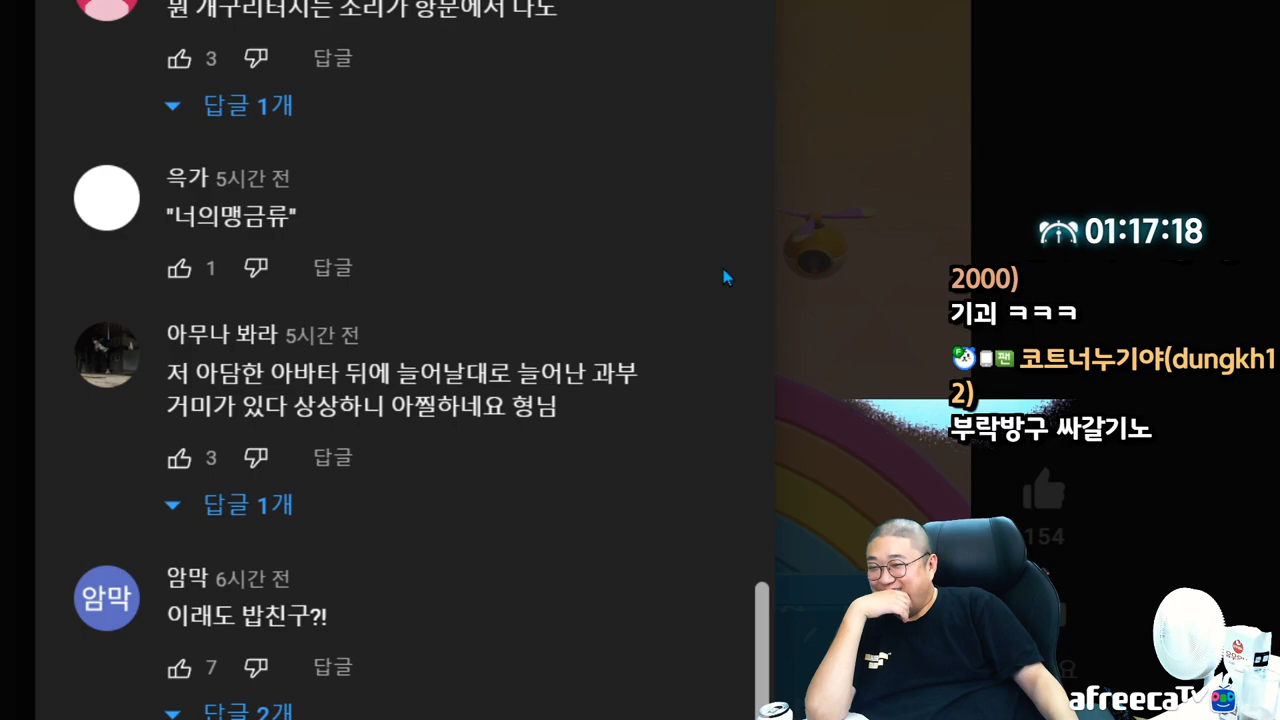 뭔 개구리터지는 소리가 항문에서 나노
3
답글
답글 1개
윽가 5시간 전
"너의맹금류"
1
답글
아무나 봐라 5시간 전
저 아담한 아바타 뒤에 늘어날대로 늘어난 과부
거미가 있다 상상하니 아찔하네요 형님
3
답글
답글 1개
암막
암막 6시간 전
이래도 밥친구?!
7
답글
답글 2개
01:17:18
2000)
기괴 ㅋㅋㅋ
팬 코트너누기야(dungkh1
2)
부락방구 싸갈기노
154
afreecaTV